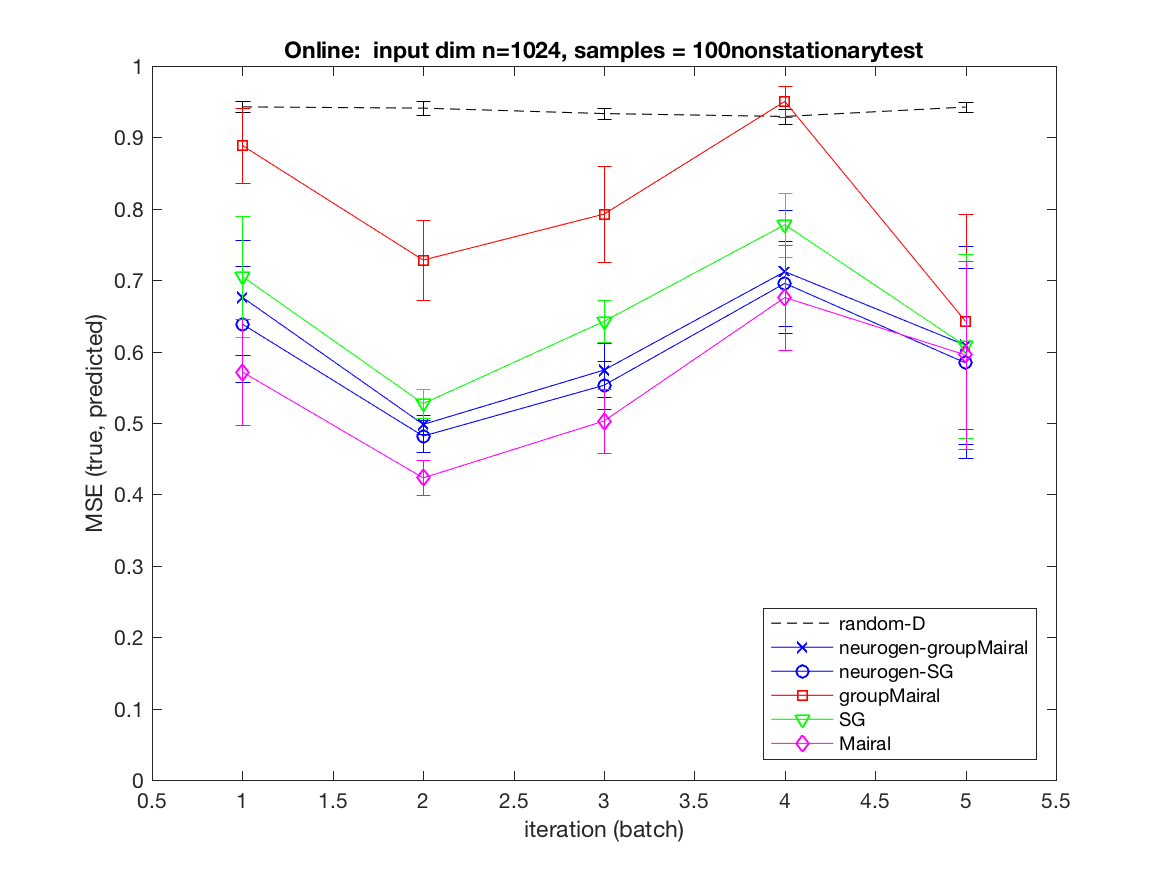 Online:  input dim n=1024, samples = 100nonstationarytest
MSE (true, predicted)
1
0.9
0.8
0.7
0.6
0.5
0.4
0.3
0.2
0.1
0
0.5 1 1.5 2 2.5 3 3.5 4 4.5 5 5.5
iteration (batch)
random-D
neurogen-groupMairal
neurogen-SG
groupMairal
SG
Mairal